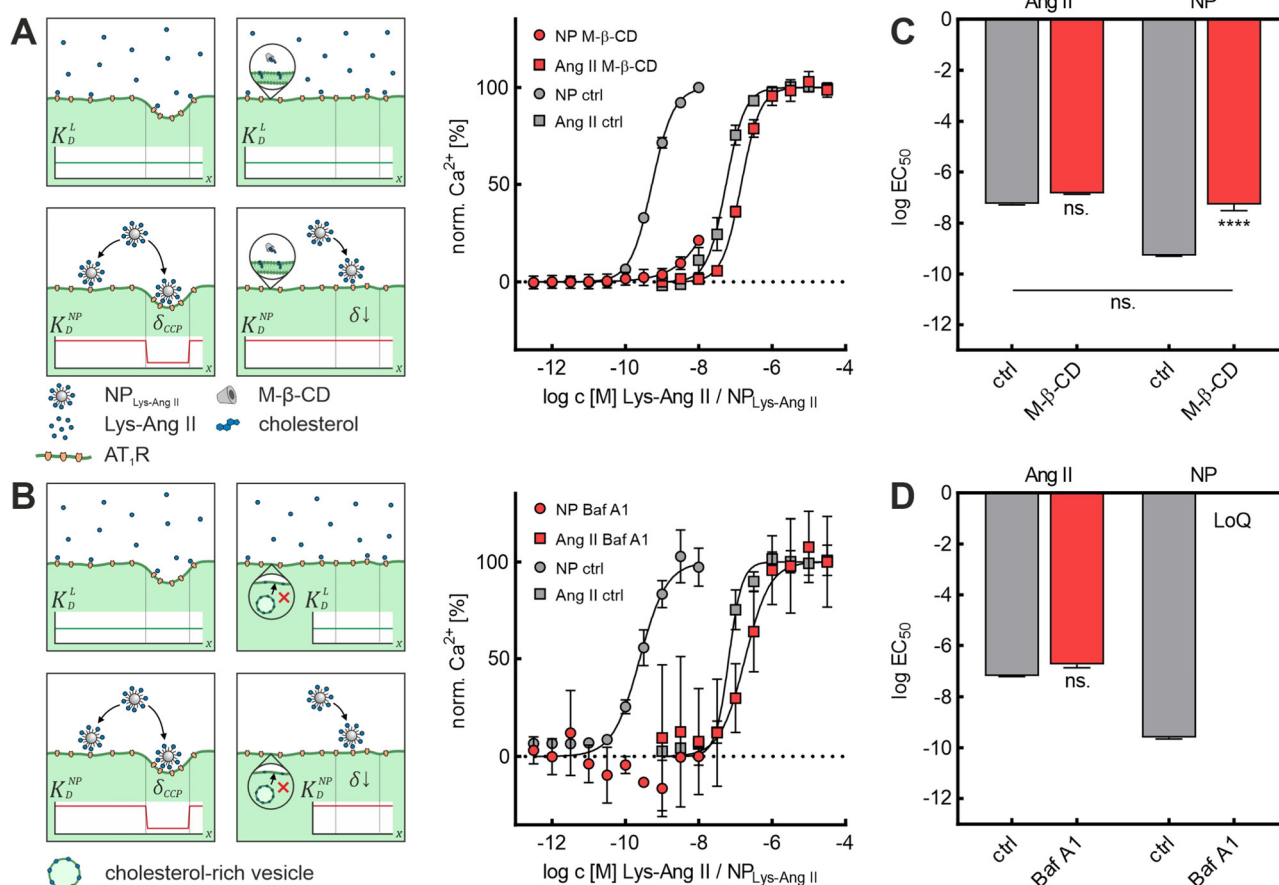 A
K_D^L
x
x
K_D^NP
δ_CCP
x
K_D^NP
δ↓
NP_Lys-Ang II
Lys-Ang II
AT₁R
M-β-CD
cholesterol
NP M-β-CD
Ang II M-β-CD
NP ctrl
Ang II ctrl
norm. Ca²⁺ [%]
100
50
0
-12
-10
-8
-6
-4
log c [M] Lys-Ang II / NP_Lys-Ang II
C
Ang II
NP
log EC₅₀
0
-2
-4
-6
-8
-10
-12
ns.
****
ns.
ctrl
M-β-CD
ctrl
M-β-CD
B
K_D^L
x
K_D^L
x
K_D^NP
δ_CCP
x
K_D^NP
δ↓
x
cholesterol-rich vesicle
NP Baf A1
Ang II Baf A1
NP ctrl
Ang II ctrl
norm. Ca²⁺ [%]
100
50
0
-12
-10
-8
-6
-4
log c [M] Lys-Ang II / NP_Lys-Ang II
D
Ang II
NP
log EC₅₀
0
-2
-4
-6
-8
-10
-12
ns.
LoQ
ctrl
Baf A1
ctrl
Baf A1